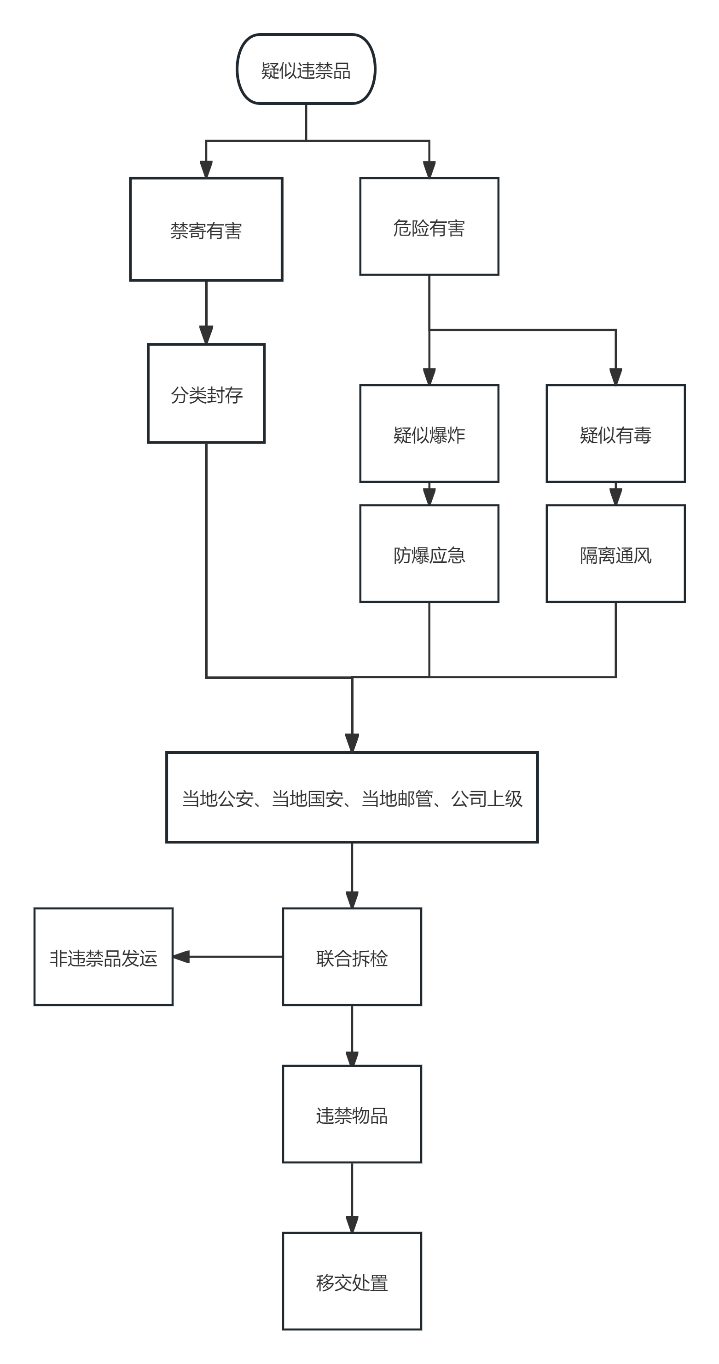 疑似违禁品
禁寄有害
危险有害
分类封存
疑似爆炸
疑似有毒
防爆应急
隔离通风
当地公安、当地国安、当地邮管、公司上级
非违禁品发运
联合拆检
违禁物品
移交处置